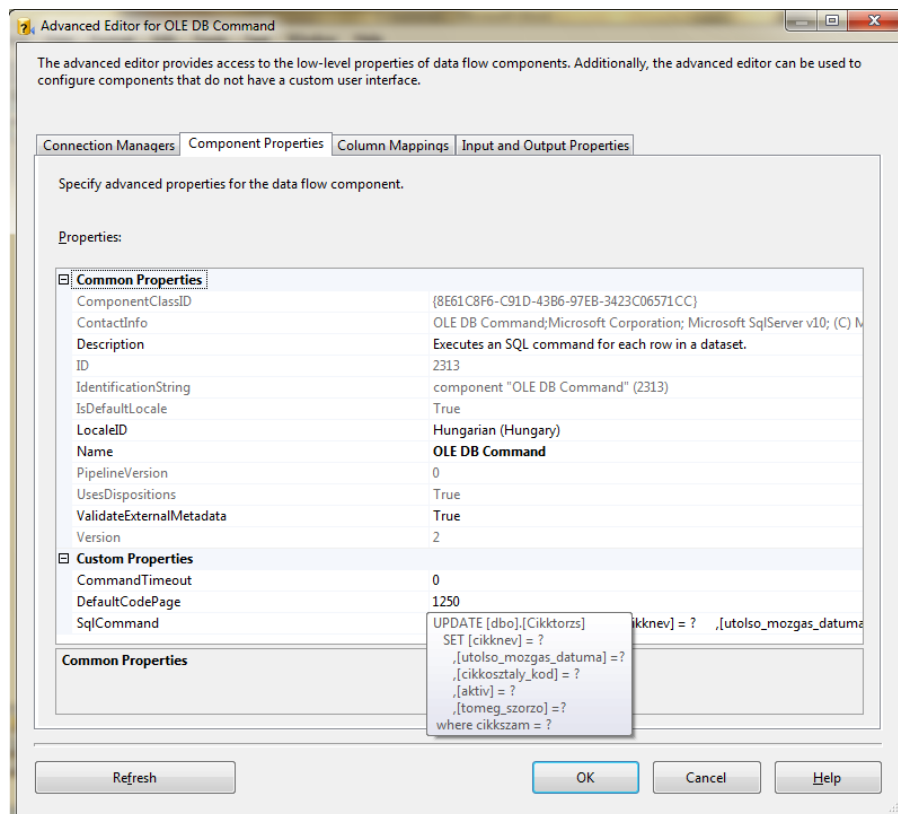 Advanced Editor for OLE DB Command
The advanced editor provides access to the low-level properties of data flow components. Additionally, the advanced editor can be used to
configure components that do not have a custom user interface.
Connection Managers Component Properties Column Mappings Input and Output Properties
Specify advanced properties for the data flow component.
Properties:
Common Properties
ComponentClassID {8E61C8F6-C91D-43B6-97EB-3423C06571CC}
ContactInfo OLE DB Command;Microsoft Corporation; Microsoft SqlServer v10; (C) M
Description Executes an SQL command for each row in a dataset.
ID 2313
IdentificationString component "OLE DB Command" (2313)
IsDefaultLocale True
LocaleID Hungarian (Hungary)
Name OLE DB Command
PipelineVersion 0
UsesDispositions True
ValidateExternalMetadata True
Version 2
Custom Properties
CommandTimeout 0
DefaultCodePage 1250
SqlCommand ikknev] = ? ,[utolso_mozgas_datuma
UPDATE [dbo].[Cikktorzs]
SET [cikknev] = ?
,[utolso_mozgas_datuma] =?
,[cikkosztaly_kod] = ?
,[aktiv] = ?
,[tomeg_szorzo] =?
where cikkszam = ?
Common Properties
Refresh OK Cancel Help